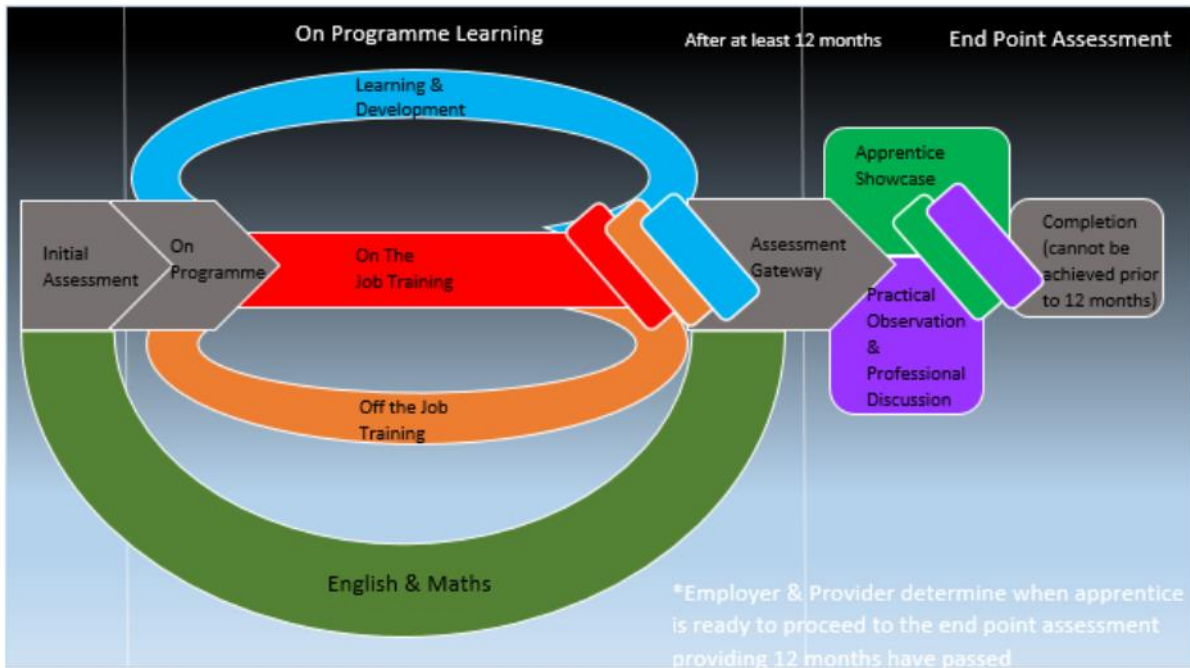 On Programme Learning
After at least 12 months
End Point Assessment
Learning &
Development
Initial
Assessment
On
Programme
On The
Job Training
Off the Job
Training
English & Maths
Assessment
Gateway
Apprentice
Showcase
Practical
Observation
&
Professional
Discussion
Completion
(cannot be
achieved prior
to 12 months)
*Employer & Provider determine when apprentice
is ready to proceed to the end point assessment
providing 12 months have passed